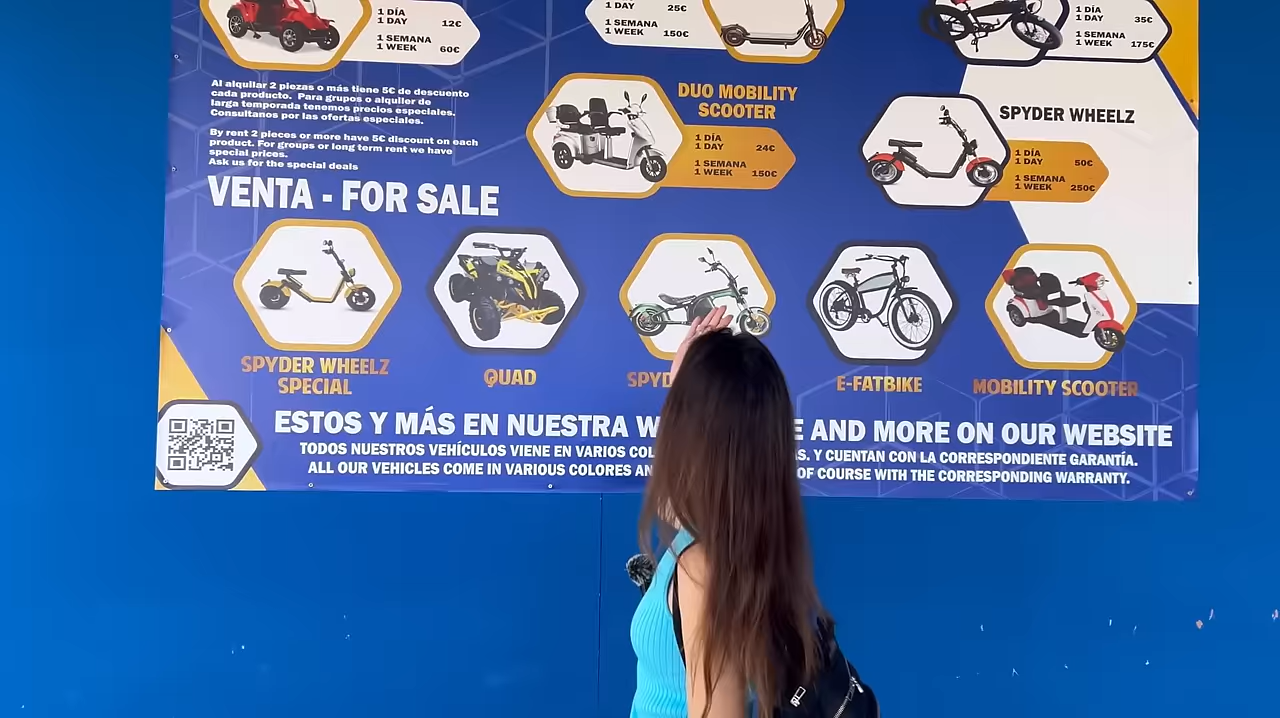 1 DÍA
1 DAY 12€
1 SEMANA
1 WEEK 60€
1 DAY 25€
1 SEMANA
1 WEEK 150€
1 DÍA
1 DAY 35€
1 SEMANA
1 WEEK 175€
Al alquilar 2 piezas o más tiene 5€ de descuento
cada producto. Para grupos o alquiler de
larga temporada tenemos precios especiales.
Consultanos por las ofertas especiales.
By rent 2 pieces or more have 5€ discount on each
product. For groups or long term rent we have
special prices.
Ask us for the special deals
DUO MOBILITY
SCOOTER
1 DÍA
1 DAY 24€
1 SEMANA
1 WEEK 150€
SPYDER WHEELZ
1 DÍA
1 DAY 50€
1 SEMANA
1 WEEK 250€
VENTA - FOR SALE
SPYDER WHEELZ
SPECIAL
QUAD
SPYD
E-FATBIKE
MOBILITY SCOOTER
ESTOS Y MÁS EN NUESTRA W E AND MORE ON OUR WEBSITE
TODOS NUESTROS VEHÍCULOS VIENE EN VARIOS COL S. Y CUENTAN CON LA CORRESPONDIENTE GARANTÍA.
ALL OUR VEHICLES COME IN VARIOUS COLORES AN OF COURSE WITH THE CORRESPONDING WARRANTY.